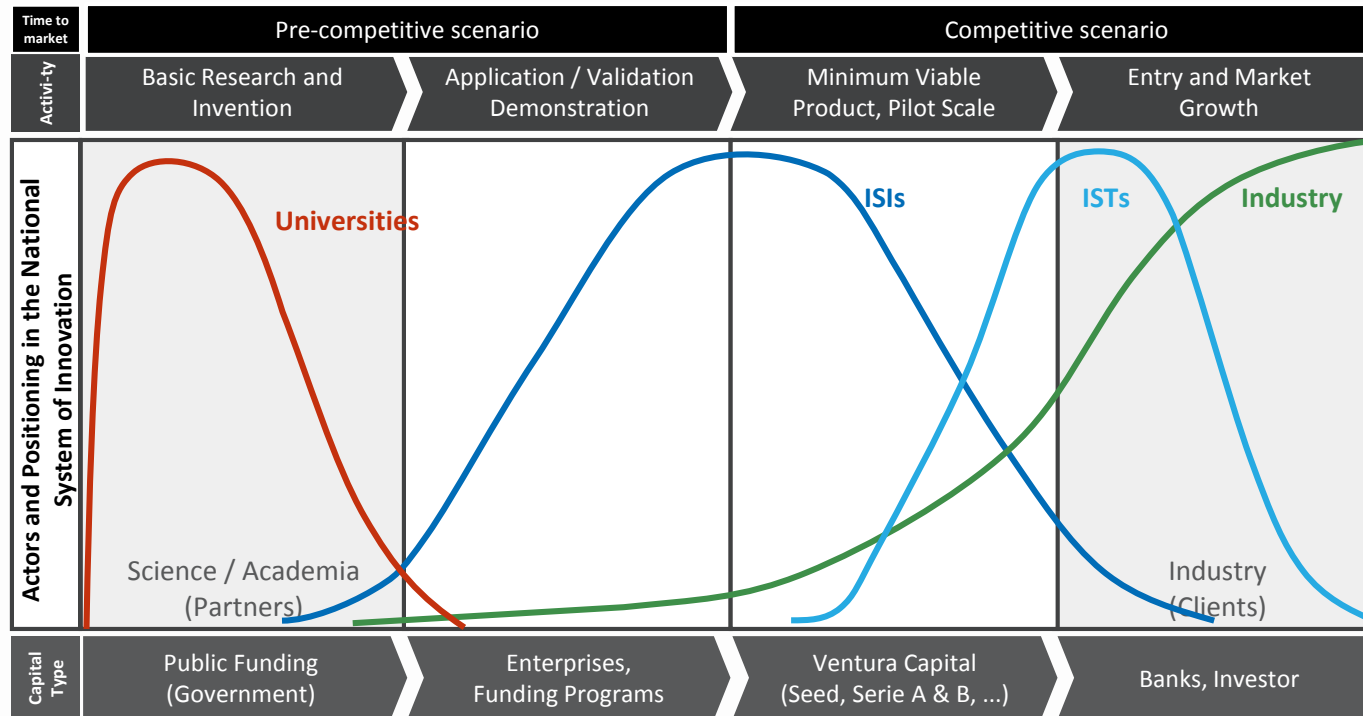 Time to
market
Pre-competitive scenario
Competitive scenario
Activi-ty
Basic Research and
Invention
Application / Validation
Demonstration
Minimum Viable
Product, Pilot Scale
Entry and Market
Growth
Actors and Positioning in the National
System of Innovation
Universities
ISIs
ISTs
Industry
Science / Academia
(Partners)
Industry
(Clients)
Capital
Type
Public Funding
(Government)
Enterprises,
Funding Programs
Ventura Capital
(Seed, Serie A & B, ...)
Banks, Investor